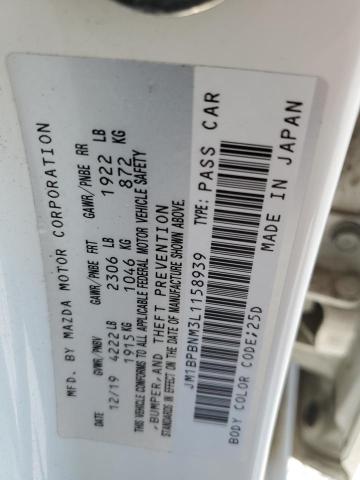 MFD. BY MAZDA MOTOR CORPORATION
GVWR/PNBV GAWR/PNBE FRT GAWR/PNBE RR
DATE 12/19 4222 LB 2306 LB 1922 LB
1915 KG 1046 KG 872 KG
THIS VEHICLE CONFORMS TO ALL APPLICABLE FEDERAL MOTOR VEHICLE SAFETY
,BUMPER,AND THEFT PREVENTION
STANDARDS IN EFFECT ON THE DATE OF MANUFACTURE SHOWN ABOVE.
JM1BPBNM3L1158939 TYPE: PASS CAR
BODY COLOR CODE:25D MADE IN JAPAN